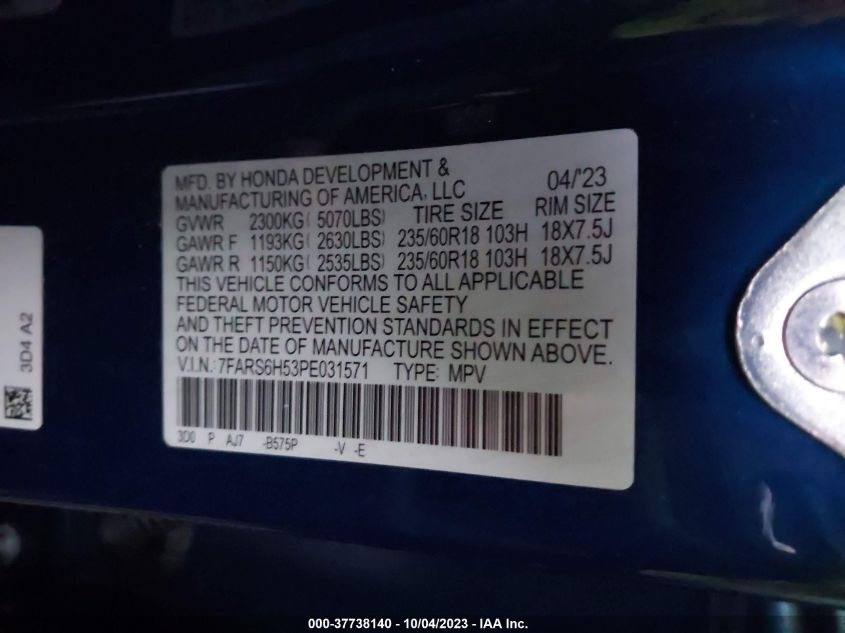 MFD. BY HONDA DEVELOPMENT &
MANUFACTURING OF AMERICA, LLC 04/'23
GVWR 2300KG( 5070LBS) TIRE SIZE RIM SIZE
GAWR F 1193KG( 2630LBS) 235/60R18 103H 18X7.5J
GAWR R 1150KG( 2535LBS) 235/60R18 103H 18X7.5J
THIS VEHICLE CONFORMS TO ALL APPLICABLE
FEDERAL MOTOR VEHICLE SAFETY
AND THEFT PREVENTION STANDARDS IN EFFECT
ON THE DATE OF MANUFACTURE SHOWN ABOVE.
V.I.N.: 7FARS6H53PE031571 TYPE: MPV
3D0 P AJ7 -B575P -V -E
3D4 A2
000-37738140 - 10/04/2023 - IAA Inc.